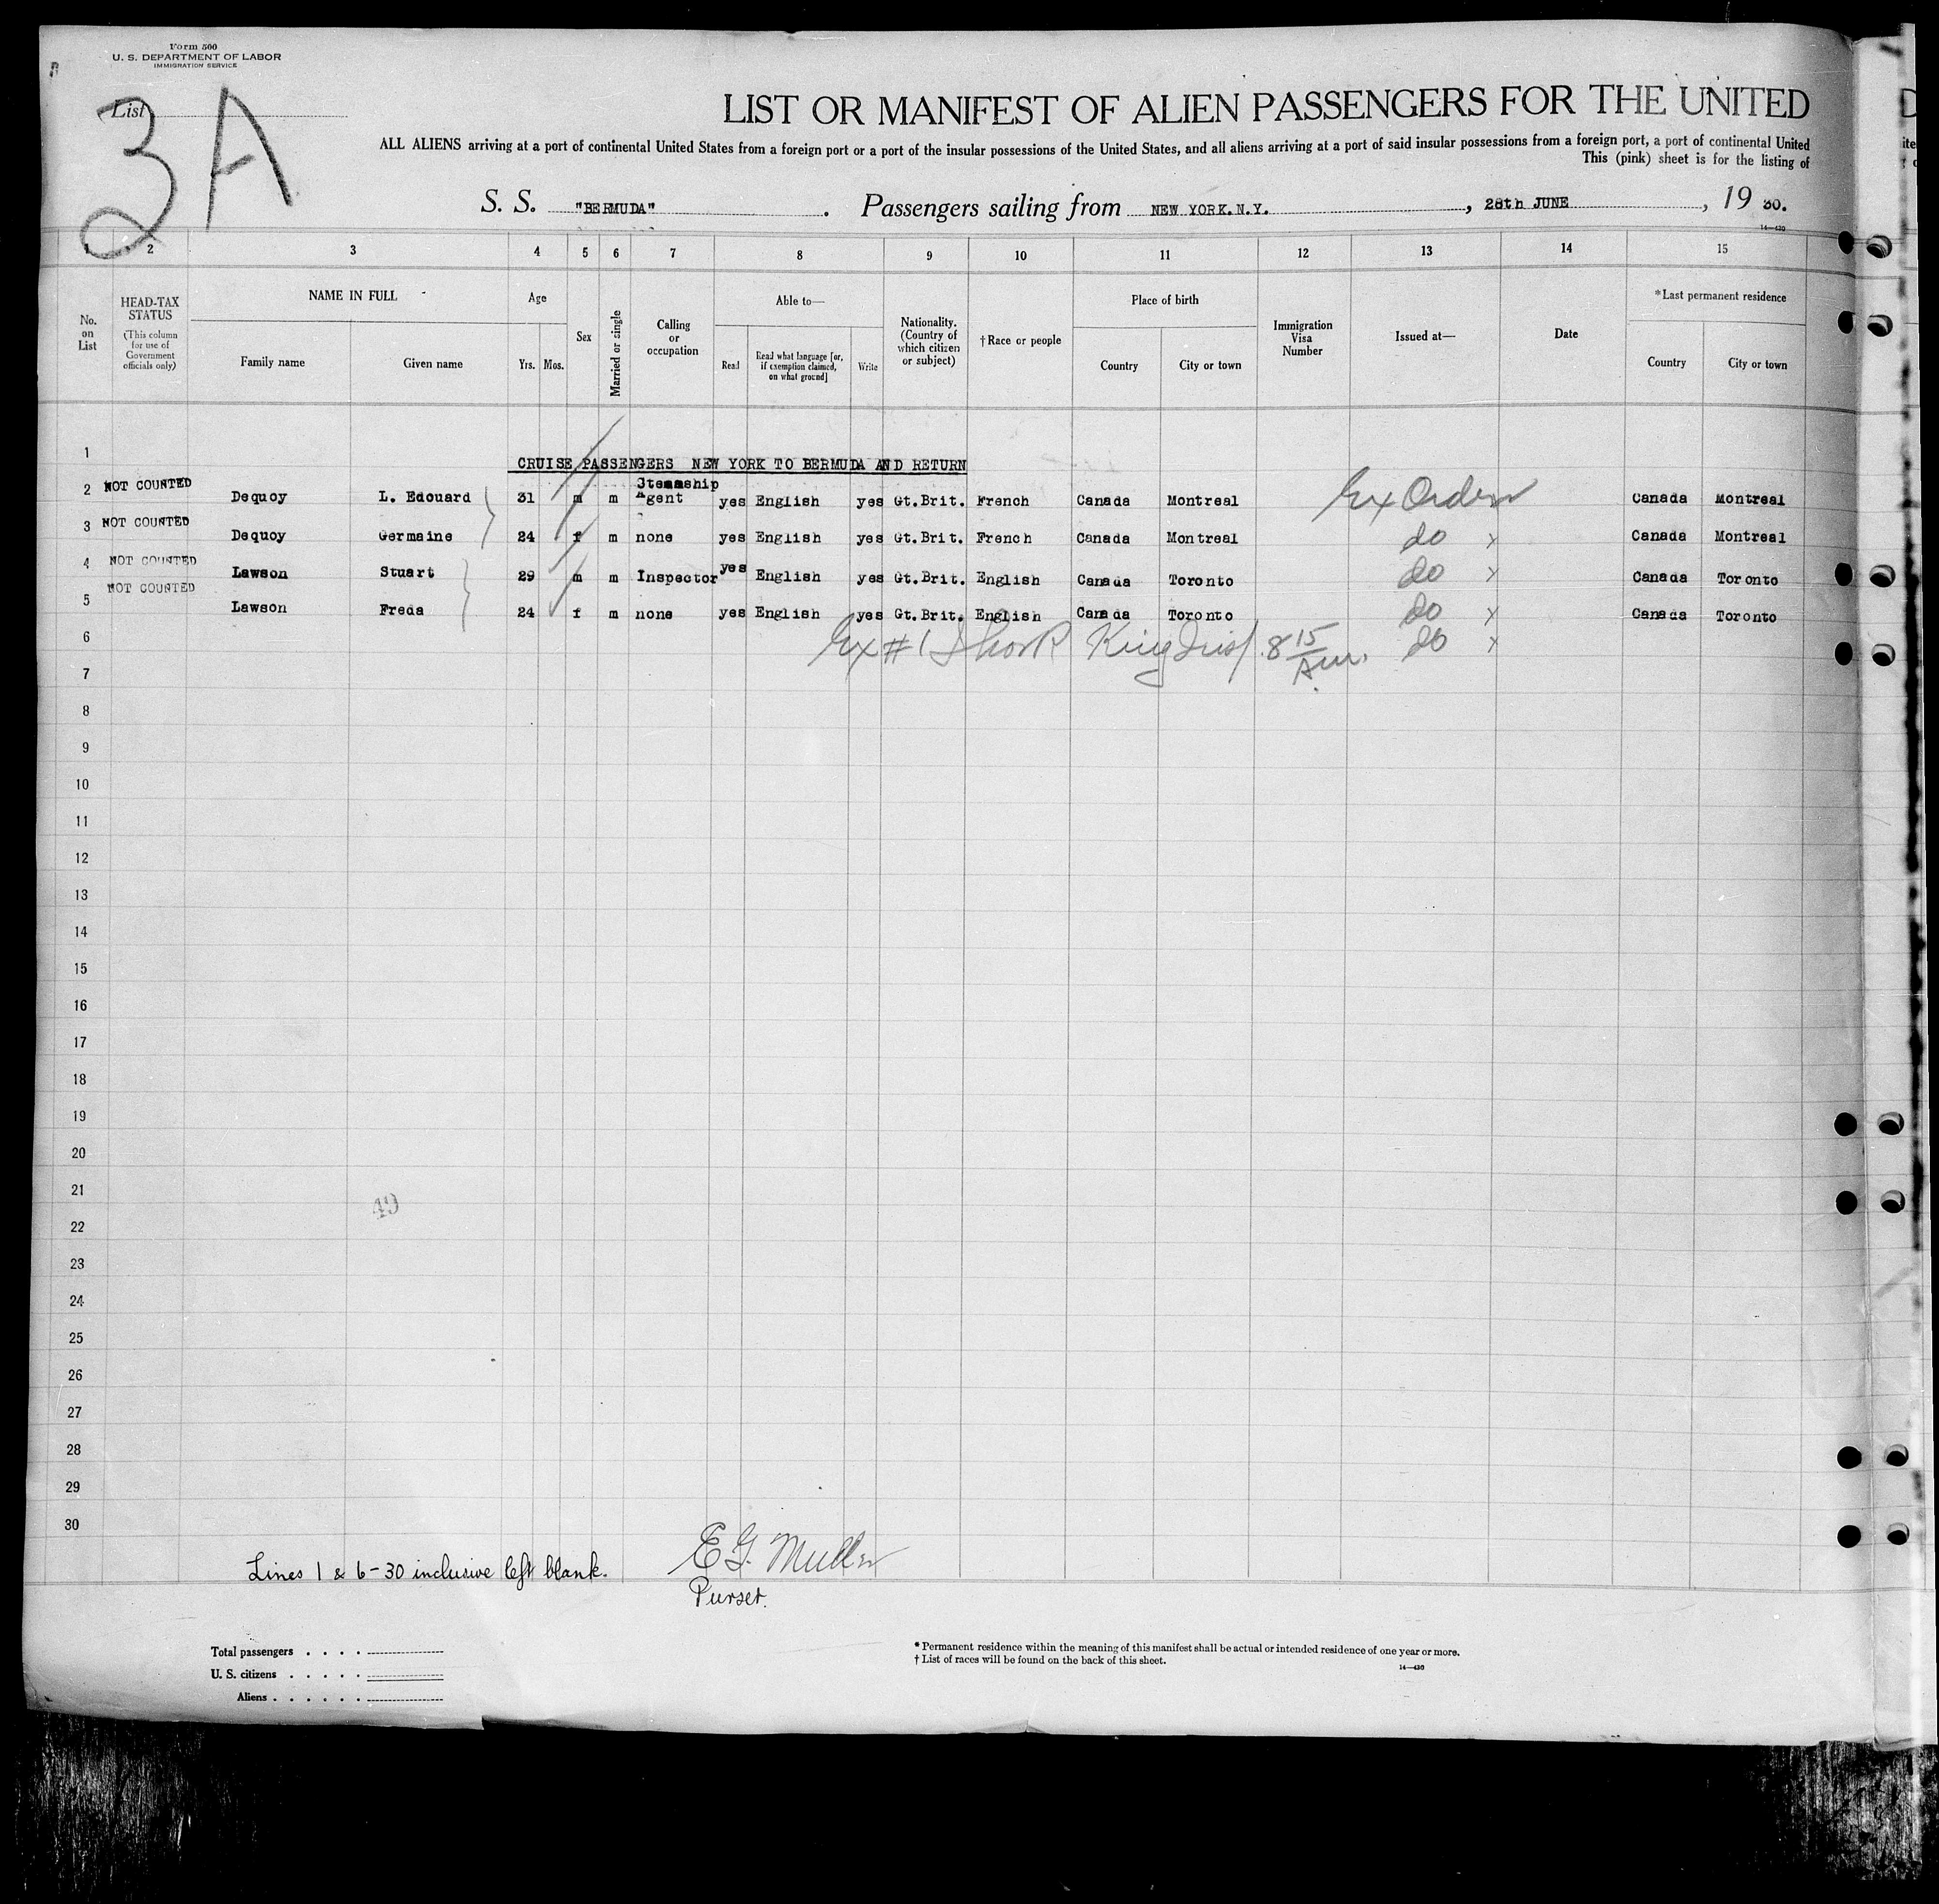 Form 500
U. S. DEPARTMENT OF LABOR
IMMIGRATION SERVICE
List
3A
LIST OR MANIFEST OF ALIEN PASSENGERS FOR THE UNITED
ALL ALIENS arriving at a port of continental United States from a foreign port or a port of the insular possessions of the United States, and all aliens arriving at a port of said insular possessions from a foreign port, a port of continental United
This (pink) sheet is for the listing of
S. S. "BERMUDA" . Passengers sailing from NEW YORK.N.Y. , 28th JUNE , 19 30.
14—430
1 2 3 4 5 6 7 8 9 10 11 12 13 14 15
No. on List
HEAD-TAX STATUS (This column for use of Government officials only)
NAME IN FULL
Family name Given name
Age
Yrs. Mos.
Sex
Married or single
Calling or occupation
Able to—
Read Read what language [or, if exemption claimed, on what ground] Write
Nationality. (Country of which citizen or subject)
†Race or people
Place of birth
Country City or town
Immigration Visa Number
Issued at—
Date
*Last permanent residence
Country City or town
1
CRUISE PASSENGERS NEW YORK TO BERMUDA AND RETURN
2 NOT COUNTED Dequoy L. Edouard 31 m m Steamship Agent yes English yes Gt.Brit. French Canada Montreal Ex Order Canada Montreal
3 NOT COUNTED Dequoy Germaine 24 f m none yes English yes Gt.Brit. French Canada Montreal do x Canada Montreal
4 NOT COUNTED Lawson Stuart 29 m m Inspector yes English yes Gt.Brit. English Canada Toronto do x Canada Toronto
5 NOT COUNTED Lawson Freda 24 f m none yes English yes Gt.Brit. English Canada Toronto do x Canada Toronto
6 Ex #1 King Insp 8 15 Am. do x
7
8
9
10
11
12
13
14
15
16
17
18
19
20
21
49
22
23
24
25
26
27
28
29
30
Lines 1 & 6-30 inclusive left blank.
E G. Muller
Purser.
Total passengers . . . .
U. S. citizens . . . . .
Aliens . . . . . .
* Permanent residence within the meaning of this manifest shall be actual or intended residence of one year or more.
† List of races will be found on the back of this sheet.
14—430